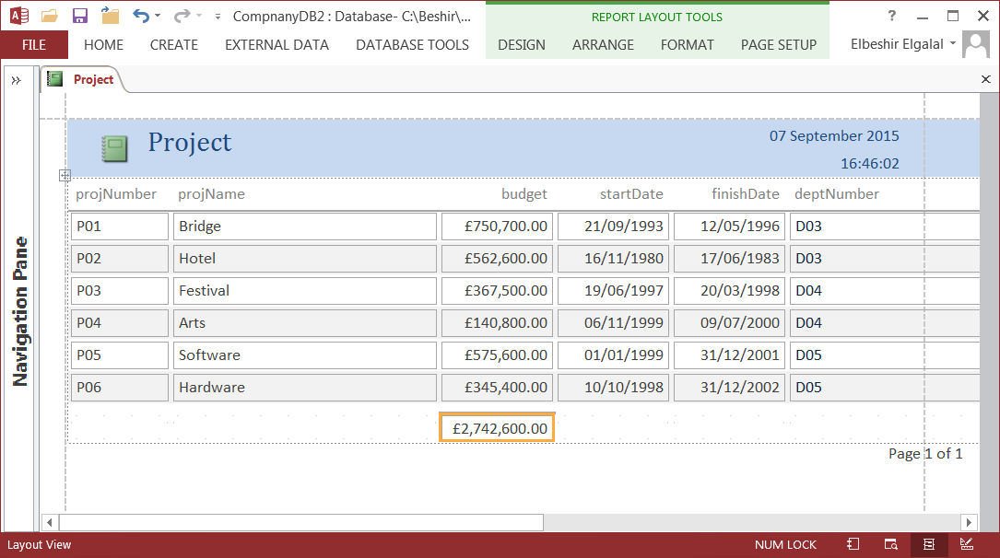 CompnanyDB2 : Database- C:\Beshir\...
REPORT LAYOUT TOOLS
?
FILE HOME CREATE EXTERNAL DATA DATABASE TOOLS DESIGN ARRANGE FORMAT PAGE SETUP Elbeshir Elgalal
Project
Navigation Pane
Project
07 September 2015
16:46:02
projNumber projName budget startDate finishDate deptNumber
P01 Bridge £750,700.00 21/09/1993 12/05/1996 D03
P02 Hotel £562,600.00 16/11/1980 17/06/1983 D03
P03 Festival £367,500.00 19/06/1997 20/03/1998 D04
P04 Arts £140,800.00 06/11/1999 09/07/2000 D04
P05 Software £575,600.00 01/01/1999 31/12/2001 D05
P06 Hardware £345,400.00 10/10/1998 31/12/2002 D05
£2,742,600.00
Page 1 of 1
Layout View NUM LOCK